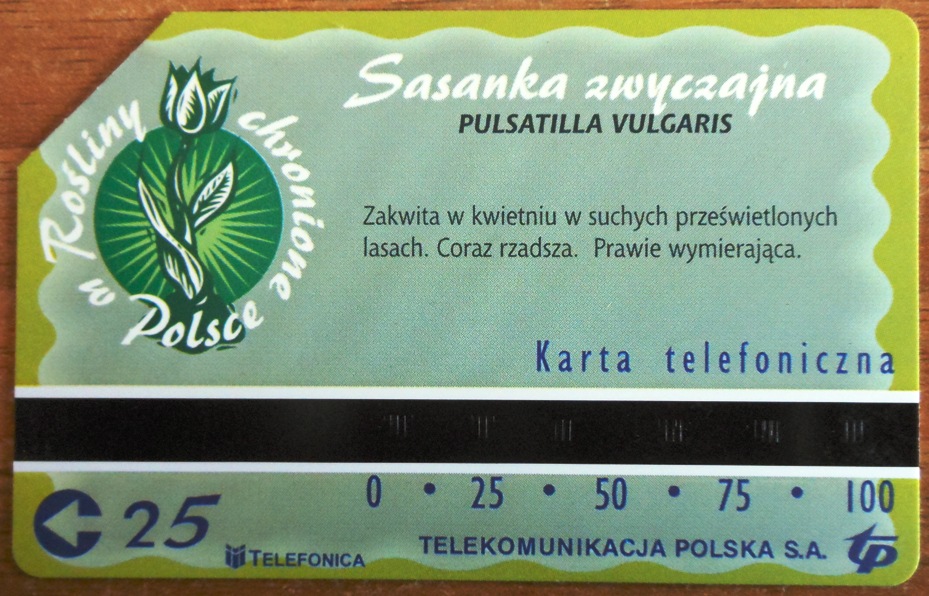 Rośliny chronione
w Polsce
Sasanka zwyczajna
PULSATILLA VULGARIS
Zakwita w kwietniu w suchych prześwietlonych
lasach. Coraz rzadsza. Prawie wymierająca.
Karta telefoniczna
0 • 25 • 50 • 75 • 100
25
TELEFONICA
TELEKOMUNIKACJA POLSKA S.A.
tp